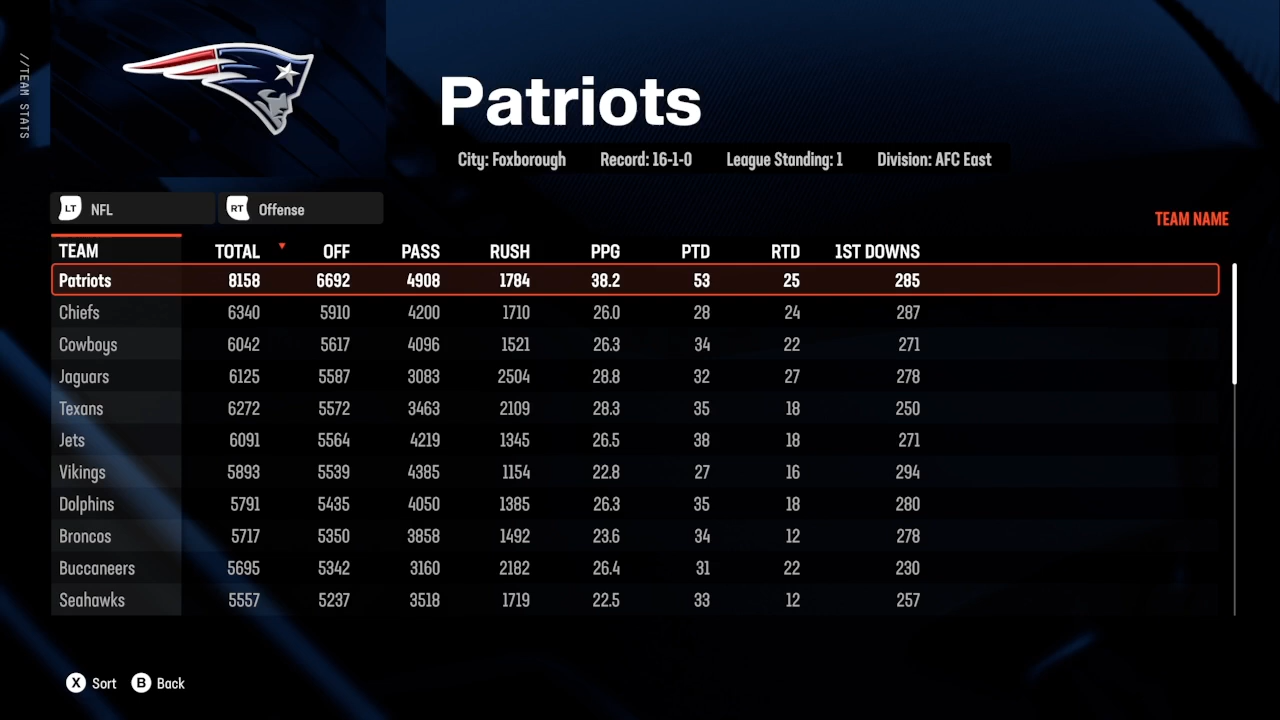 //TEAM STATS
Patriots
City: Foxborough Record: 16-1-0 League Standing: 1 Division: AFC East
LT NFL RT Offense
TEAM NAME
TEAM TOTAL OFF PASS RUSH PPG PTD RTD 1ST DOWNS
Patriots 8158 6692 4908 1784 38.2 53 25 285
Chiefs 6340 5910 4200 1710 26.0 28 24 287
Cowboys 6042 5617 4096 1521 26.3 34 22 271
Jaguars 6125 5587 3083 2504 28.8 32 27 278
Texans 6272 5572 3463 2109 28.3 35 18 250
Jets 6091 5564 4219 1345 26.5 38 18 271
Vikings 5893 5539 4385 1154 22.8 27 16 294
Dolphins 5791 5435 4050 1385 26.3 35 18 280
Broncos 5717 5350 3858 1492 23.6 34 12 278
Buccaneers 5695 5342 3160 2182 26.4 31 22 230
Seahawks 5557 5237 3518 1719 22.5 33 12 257
X Sort B Back